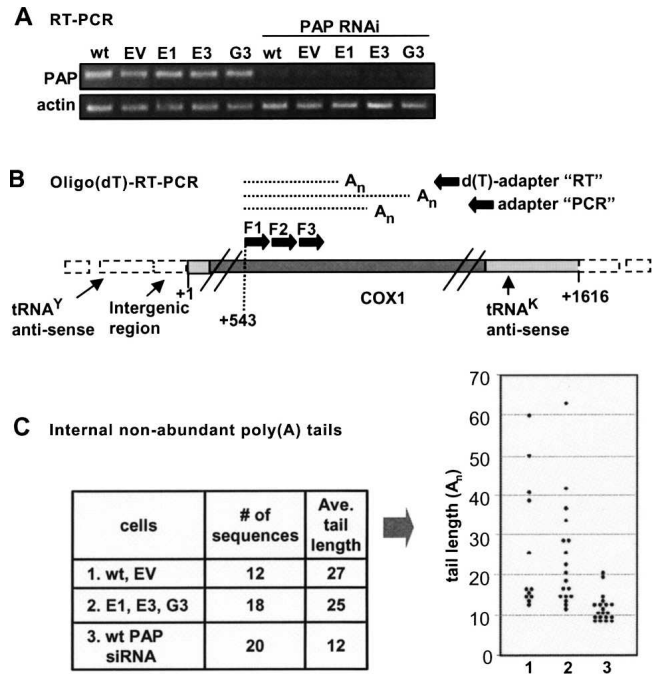 A RT-PCR
PAP RNAi
wt EV E1 E3 G3 wt EV E1 E3 G3
PAP
actin
B Oligo(dT)-RT-PCR
An
An
An
d(T)-adapter “RT”
adapter “PCR”
F1 F2 F3
+1
+543
COX1
+1616
tRNAY anti-sense
Intergenic region
tRNAK anti-sense
C Internal non-abundant poly(A) tails
cells # of sequences Ave. tail length
1. wt, EV 12 27
2. E1, E3, G3 18 25
3. wt PAP siRNA 20 12
tail length (An)
70
60
50
40
30
20
10
0
1 2 3